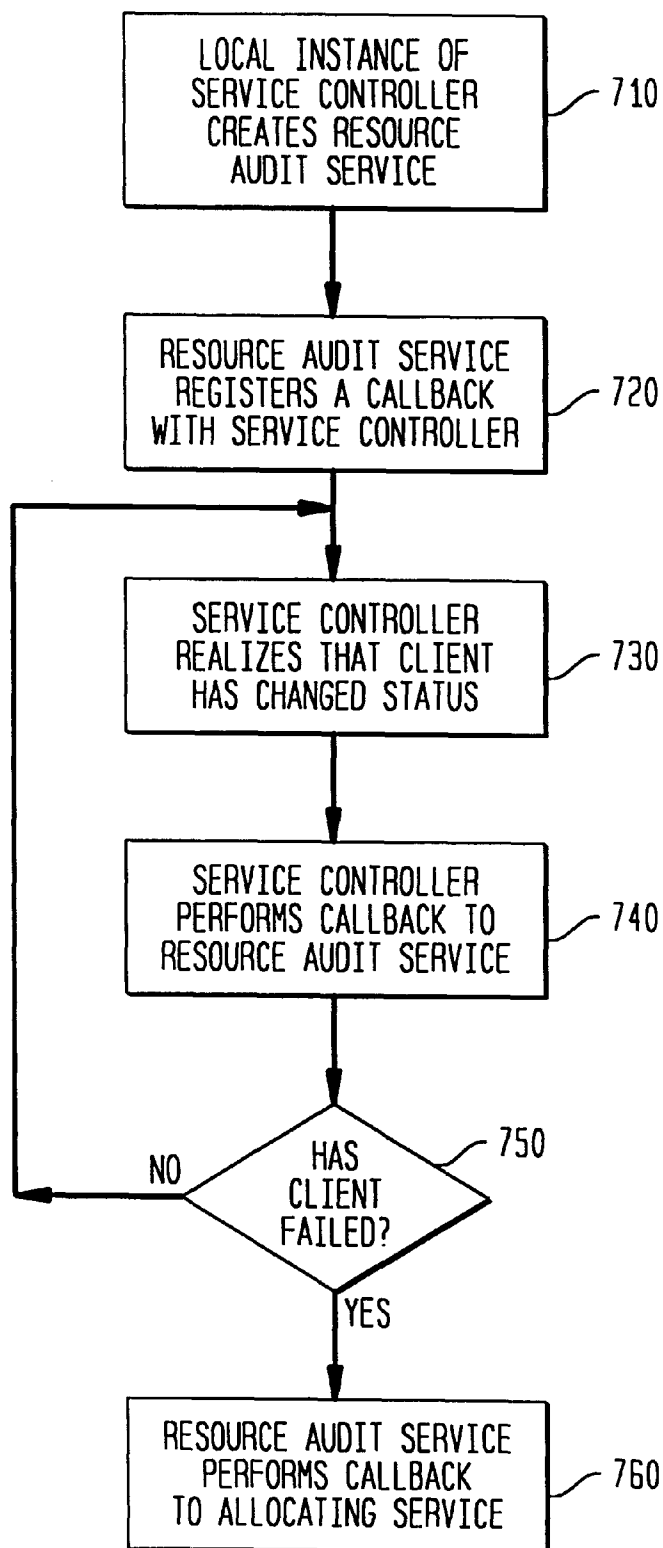 LOCAL INSTANCE OF
SERVICE CONTROLLER
CREATES RESOURCE
AUDIT SERVICE
710
RESOURCE AUDIT SERVICE
REGISTERS A CALLBACK
WITH SERVICE CONTROLLER
720
SERVICE CONTROLLER
REALIZES THAT CLIENT
HAS CHANGED STATUS
730
SERVICE CONTROLLER
PERFORMS CALLBACK TO
RESOURCE AUDIT SERVICE
740
HAS
CLIENT
FAILED?
750
NO
YES
RESOURCE AUDIT SERVICE
PERFORMS CALLBACK
TO ALLOCATING SERVICE
760